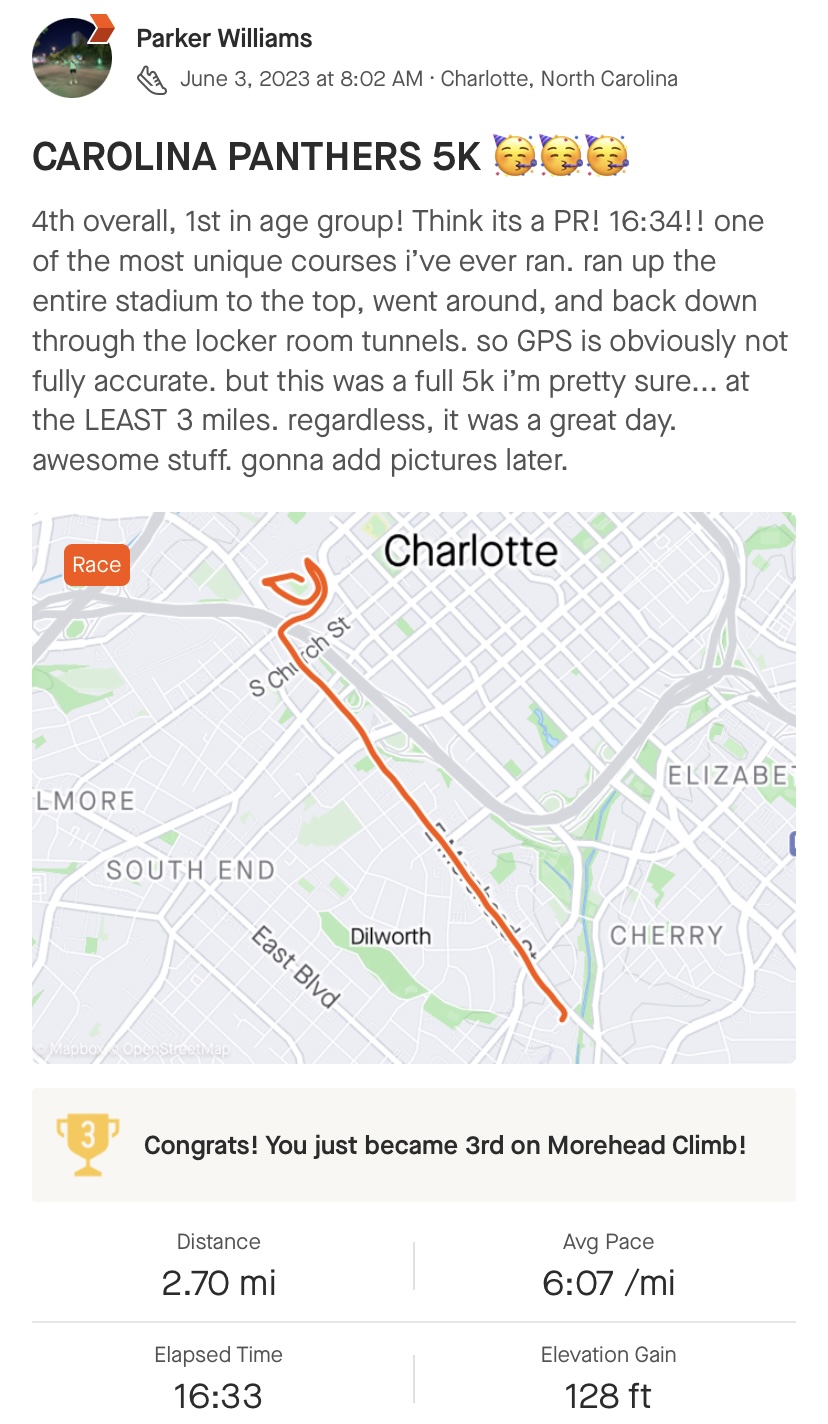 Parker Williams
June 3, 2023 at 8:02 AM · Charlotte, North Carolina
CAROLINA PANTHERS 5K 🥳🥳🥳
4th overall, 1st in age group! Think its a PR! 16:34!! one
of the most unique courses i've ever ran. ran up the
entire stadium to the top, went around, and back down
through the locker room tunnels. so GPS is obviously not
fully accurate. but this was a full 5k i'm pretty sure... at
the LEAST 3 miles. regardless, it was a great day.
awesome stuff. gonna add pictures later.
Race
Charlotte
S Church St
ELIZABE
LMORE
SOUTH END
Dilworth
CHERRY
East Blvd
© Mapbox © OpenStreetMap
3
Congrats! You just became 3rd on Morehead Climb!
Distance
2.70 mi
Avg Pace
6:07 /mi
Elapsed Time
16:33
Elevation Gain
128 ft